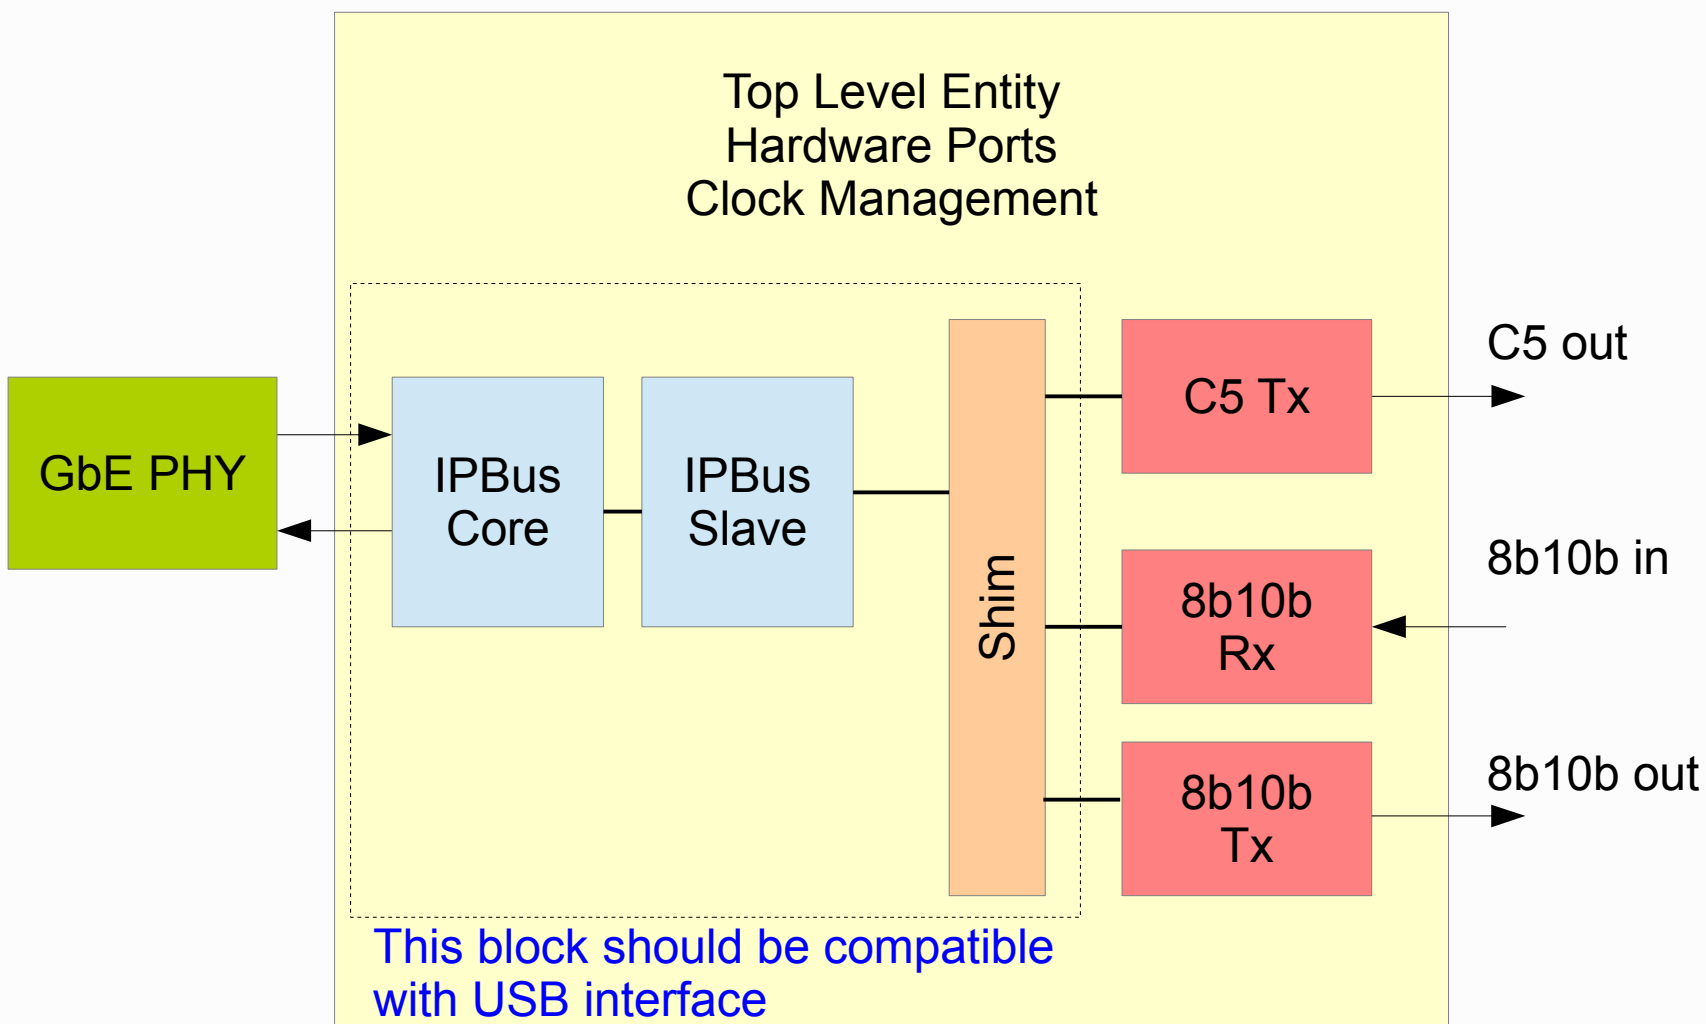 Top Level Entity
Hardware Ports
Clock Management
GbE PHY
IPBus
Core
IPBus
Slave
Shim
C5 Tx
C5 out
8b10b
Rx
8b10b in
8b10b
Tx
8b10b out
This block should be compatible
with USB interface